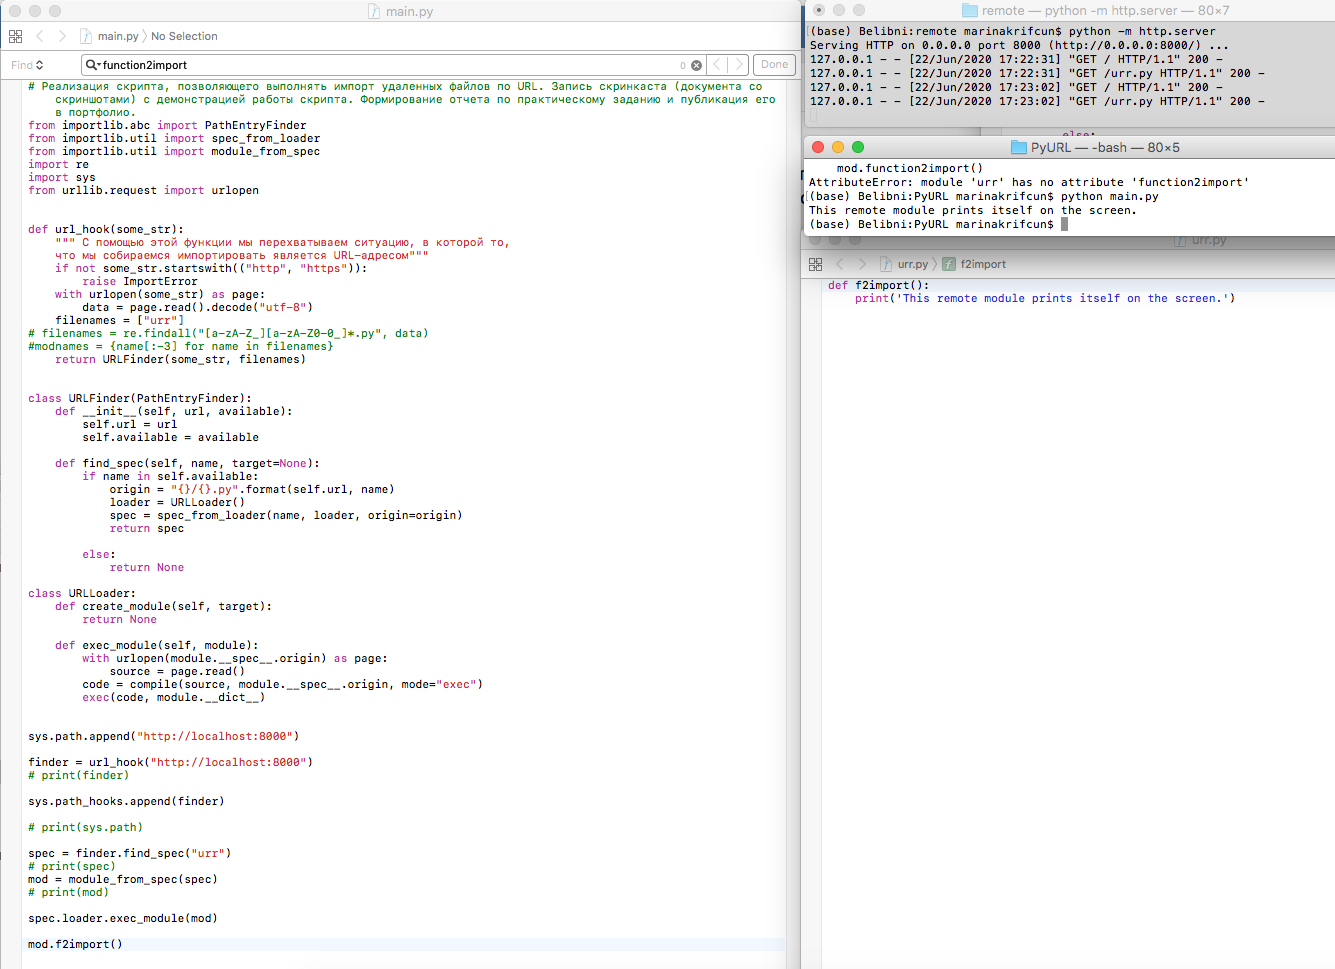 main.py
main.py 〉 No Selection
Find
function2import
0
Done
# Реализация скрипта, позволяющего выполнять импорт удаленных файлов по URL. Запись скринкаста (документа со
скриншотами) с демонстрацией работы скрипта. Формирование отчета по практическому заданию и публикация его
в портфолио.
from importlib.abc import PathEntryFinder
from importlib.util import spec_from_loader
from importlib.util import module_from_spec
import re
import sys
from urllib.request import urlopen
def url_hook(some_str):
""" С помощью этой функции мы перехватываем ситуацию, в которой то,
что мы собираемся импортировать является URL-адресом"""
if not some_str.startswith(("http", "https")):
raise ImportError
with urlopen(some_str) as page:
data = page.read().decode("utf-8")
filenames = ["urr"]
# filenames = re.findall("[a-zA-Z_][a-zA-Z0-0_]*.py", data)
#modnames = {name[:-3] for name in filenames}
return URLFinder(some_str, filenames)
class URLFinder(PathEntryFinder):
def __init__(self, url, available):
self.url = url
self.available = available
def find_spec(self, name, target=None):
if name in self.available:
origin = "{}/{}.py".format(self.url, name)
loader = URLLoader()
spec = spec_from_loader(name, loader, origin=origin)
return spec
else:
return None
class URLLoader:
def create_module(self, target):
return None
def exec_module(self, module):
with urlopen(module.__spec__.origin) as page:
source = page.read()
code = compile(source, module.__spec__.origin, mode="exec")
exec(code, module.__dict__)
sys.path.append("http://localhost:8000")
finder = url_hook("http://localhost:8000")
# print(finder)
sys.path_hooks.append(finder)
# print(sys.path)
spec = finder.find_spec("urr")
# print(spec)
mod = module_from_spec(spec)
# print(mod)
spec.loader.exec_module(mod)
mod.f2import()
remote — python -m http.server — 80×7
(base) Belibni:remote marinakrifcun$ python -m http.server
Serving HTTP on 0.0.0.0 port 8000 (http://0.0.0.0:8000/) ...
127.0.0.1 - - [22/Jun/2020 17:22:31] "GET / HTTP/1.1" 200 -
127.0.0.1 - - [22/Jun/2020 17:22:31] "GET /urr.py HTTP/1.1" 200 -
127.0.0.1 - - [22/Jun/2020 17:23:02] "GET / HTTP/1.1" 200 -
127.0.0.1 - - [22/Jun/2020 17:23:02] "GET /urr.py HTTP/1.1" 200 -
else:
PyURL — -bash — 80×5
mod.function2import()
AttributeError: module 'urr' has no attribute 'function2import'
(base) Belibni:PyURL marinakrifcun$ python main.py
This remote module prints itself on the screen.
(base) Belibni:PyURL marinakrifcun$
urr.py
urr.py 〉 f f2import
def f2import():
print('This remote module prints itself on the screen.')